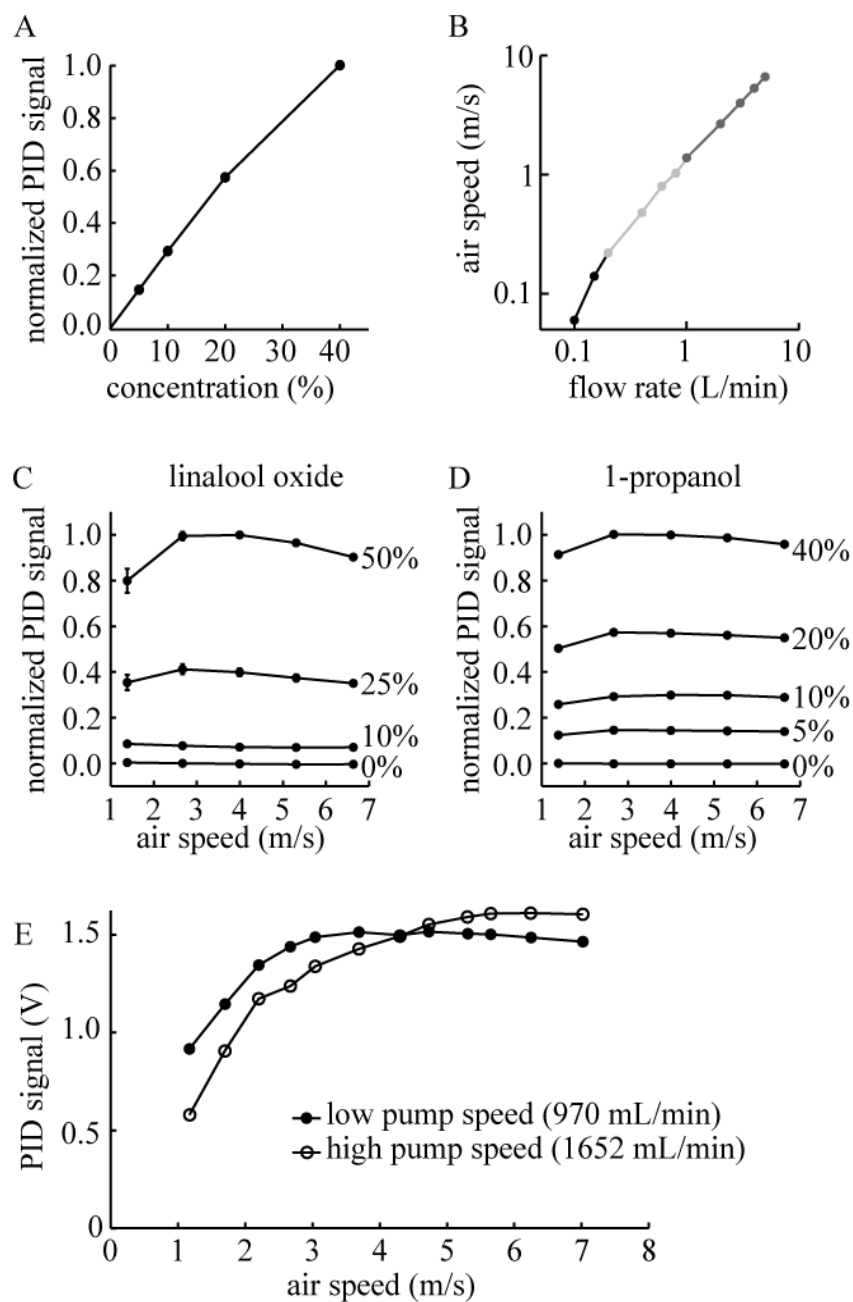 A
normalized PID signal
1.0
0.8
0.6
0.4
0.2
0.0
0 10 20 30 40
concentration (%)
B
air speed (m/s)
10
1
0.1
0.1 1 10
flow rate (L/min)
C
linalool oxide
normalized PID signal
1.0
0.8
0.6
0.4
0.2
0.0
50%
25%
10%
0%
1 2 3 4 5 6 7
air speed (m/s)
D
1-propanol
normalized PID signal
1.0
0.8
0.6
0.4
0.2
0.0
40%
20%
10%
5%
0%
1 2 3 4 5 6 7
air speed (m/s)
E
PID signal (V)
1.5
1.0
0.5
0
low pump speed (970 mL/min)
high pump speed (1652 mL/min)
0 1 2 3 4 5 6 7 8
air speed (m/s)